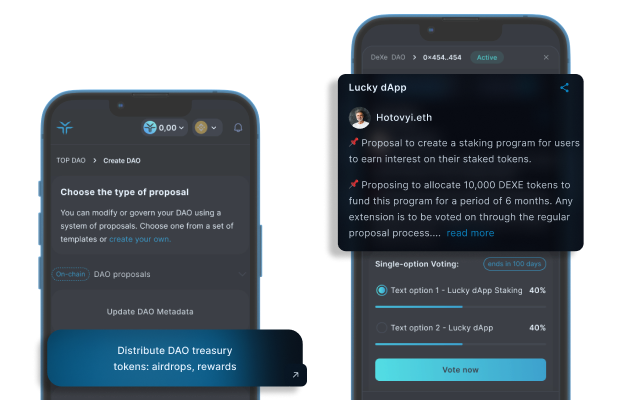 0,00
TOP DAO > Create DAO
Choose the type of proposal
You can modify or govern your DAO using a
system of proposals. Choose one from a set of
templates or create your own.
On-chain DAO proposals
Update DAO Metadata
Distribute DAO treasury
tokens: airdrops, rewards
DeXe DAO > 0×454..454 Active ×
Lucky dApp
Hotovyi.eth
📌 Proposal to create a staking program for users
to earn interest on their staked tokens.
📌 Proposing to allocate 10,000 DEXE tokens to
fund this program for a period of 6 months. Any
extension is to be voted on through the regular
proposal process.... read more
Single-option Voting: ends in 100 days
Text option 1 - Lucky dApp Staking 40%
Text option 2 - Lucky dApp 40%
Vote now